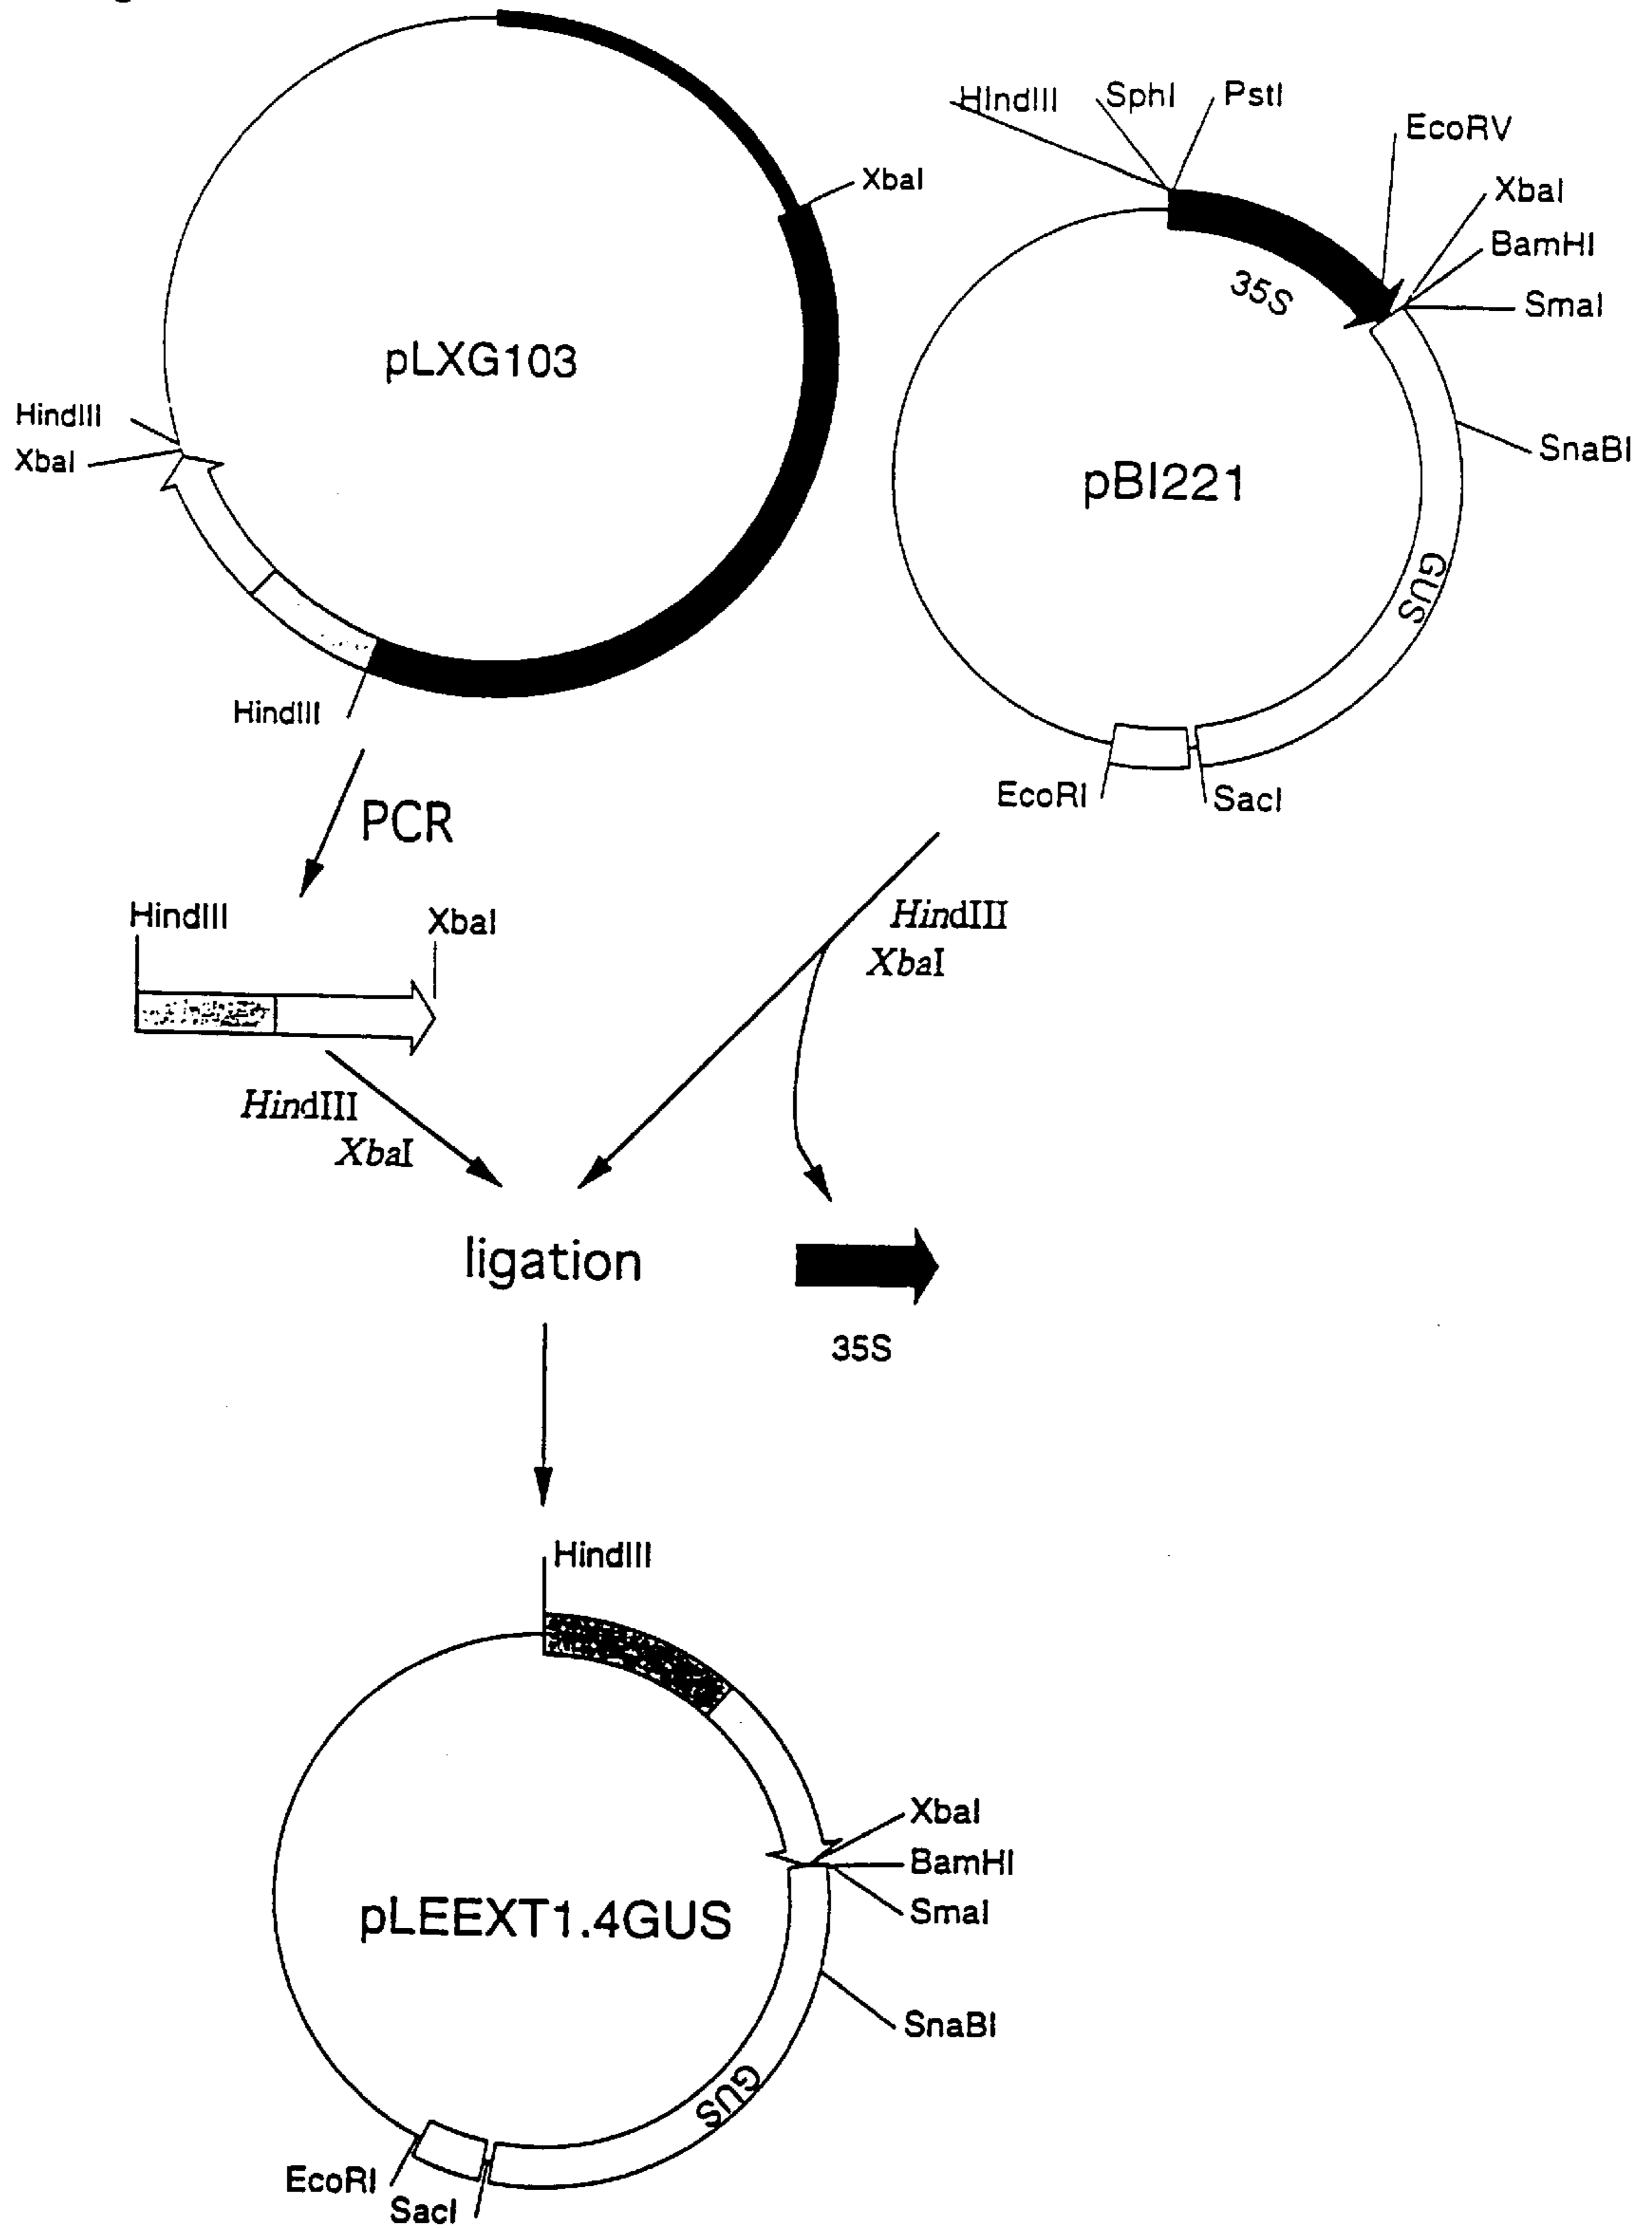 HIndIII
SphI
PstI
EcoRV
XbaI
XbaI
BamHI
SmaI
35S
pLXG103
HindIII
XbaI
SnaBI
pBI221
GUS
HindIII
EcoRI
SacI
PCR
HindIII
XbaI
HindIII
XbaI
HindIII
XbaI
ligation
35S
HindIII
XbaI
BamHI
SmaI
pLEEXT1.4GUS
SnaBI
GUS
EcoRI
SacI